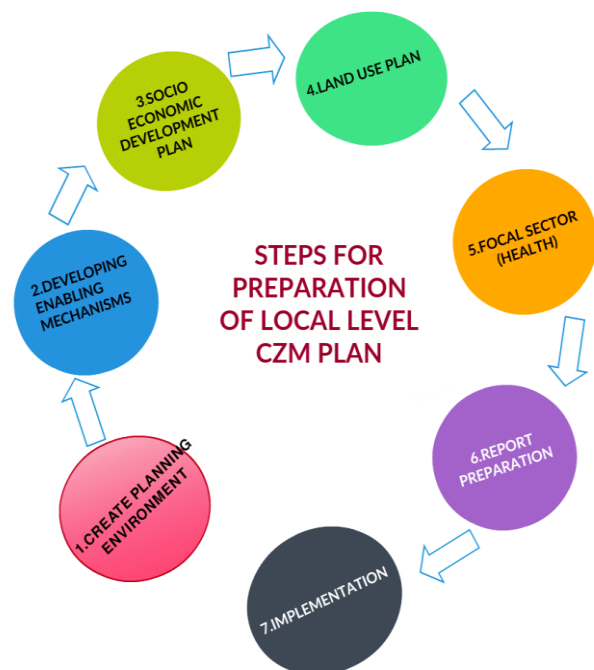 STEPS FOR
PREPARATION
OF LOCAL LEVEL
CZM PLAN
1.CREATE PLANNING
ENVIRONMENT
2.DEVELOPING
ENABLING
MECHANISMS
3.SOCIO
ECONOMIC
DEVELOPMENT
PLAN
4.LAND USE PLAN
5.FOCAL SECTOR
(HEALTH)
6.REPORT
PREPARATION
7.IMPLEMENTATION